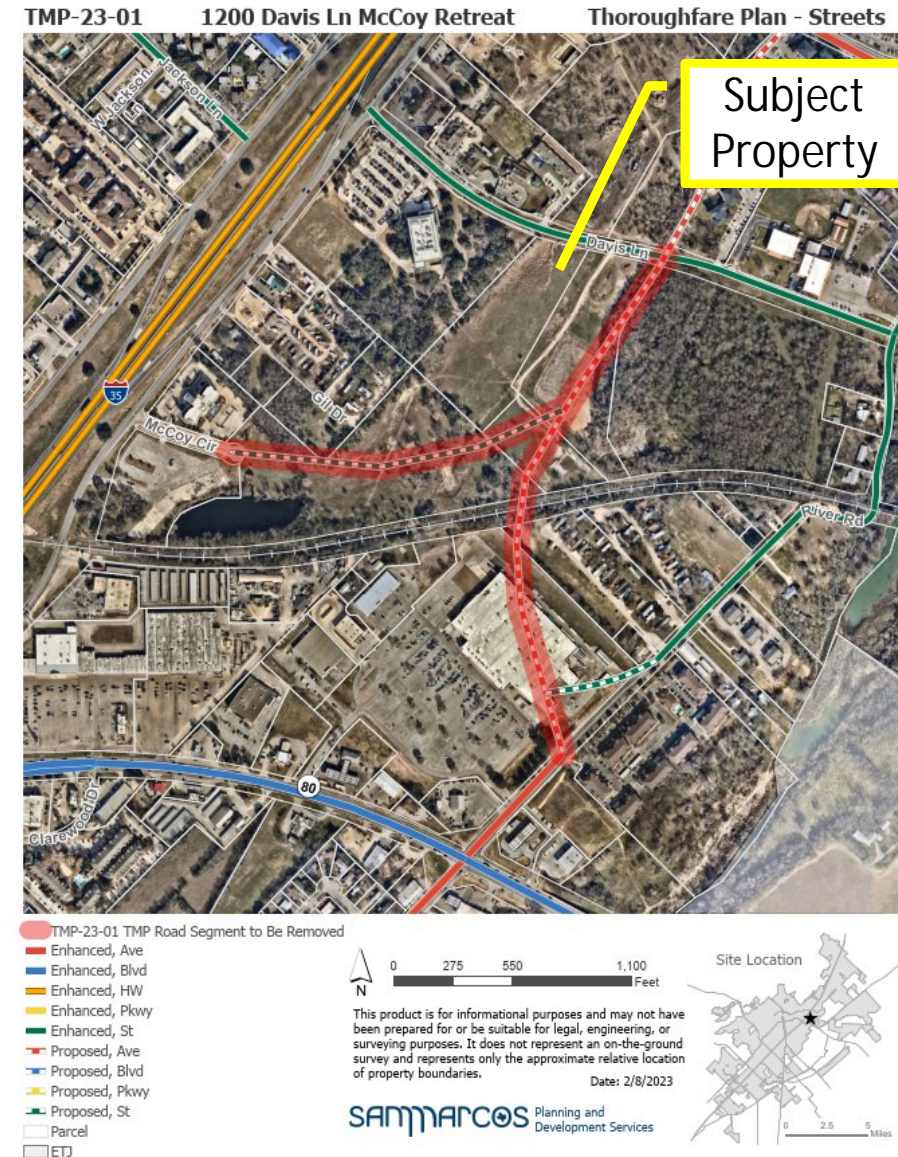 TMP-23-01 1200 Davis Ln McCoy Retreat Thoroughfare Plan - Streets
Subject
Property
W Jackson
Ln
Jackson Ln
Davis Ln
35
Gill Dr
McCoy Cir
River Rd
80
Clarewood Dr
TMP-23-01 TMP Road Segment to Be Removed
Enhanced, Ave
Enhanced, Blvd
Enhanced, HW
Enhanced, Pkwy
Enhanced, St
Proposed, Ave
Proposed, Blvd
Proposed, Pkwy
Proposed, St
Parcel
ETJ
N
0 275 550 1,100
Feet
This product is for informational purposes and may not have
been prepared for or be suitable for legal, engineering, or
surveying purposes. It does not represent an on-the-ground
survey and represents only the approximate relative location
of property boundaries.
Date: 2/8/2023
SAN MARCOS Planning and
Development Services
Site Location
0 2.5 5
Miles